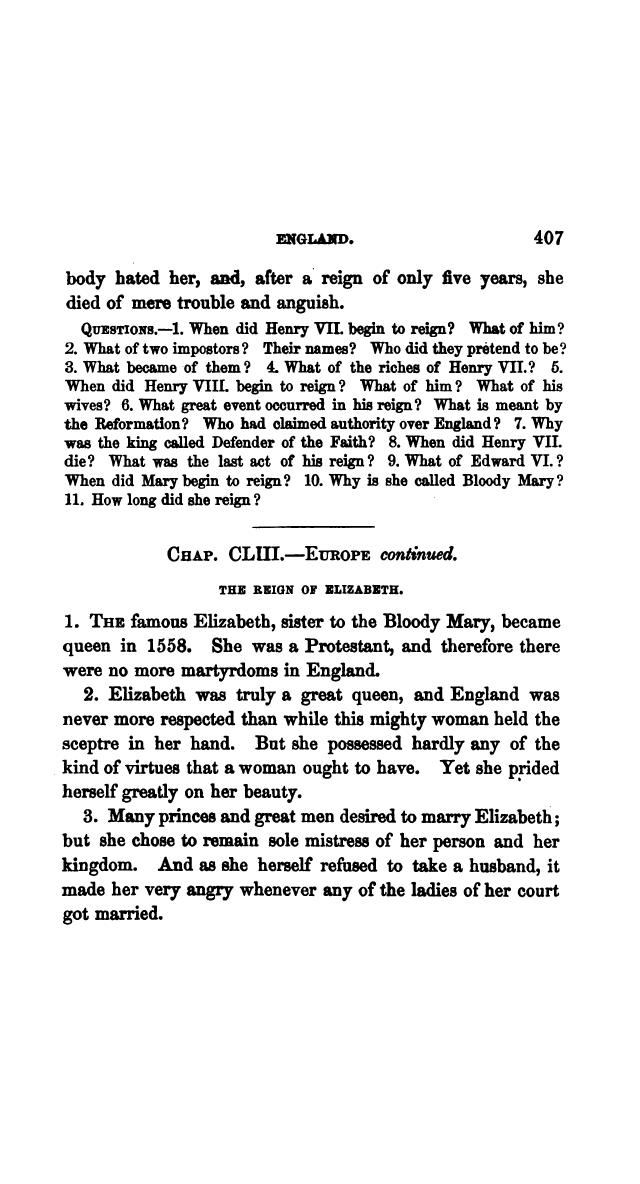 ENGLAND. 407
body hated her, and, after a reign of only five years, she
died of mere trouble and anguish.
QUESTIONS.—1. When did Henry VII. begin to reign? What of him?
2. What of two impostors? Their names? Who did they pretend to be?
3. What became of them? 4. What of the riches of Henry VII.? 5.
When did Henry VIII. begin to reign? What of him? What of his
wives? 6. What great event occurred in his reign? What is meant by
the Reformation? Who had claimed authority over England? 7. Why
was the king called Defender of the Faith? 8. When did Henry VII.
die? What was the last act of his reign? 9. What of Edward VI.?
When did Mary begin to reign? 10. Why is she called Bloody Mary?
11. How long did she reign?
CHAP. CLIII.—EUROPE continued.
THE REIGN OF ELIZABETH.
1. THE famous Elizabeth, sister to the Bloody Mary, became
queen in 1558. She was a Protestant, and therefore there
were no more martyrdoms in England.
2. Elizabeth was truly a great queen, and England was
never more respected than while this mighty woman held the
sceptre in her hand. But she possessed hardly any of the
kind of virtues that a woman ought to have. Yet she prided
herself greatly on her beauty.
3. Many princes and great men desired to marry Elizabeth;
but she chose to remain sole mistress of her person and her
kingdom. And as she herself refused to take a husband, it
made her very angry whenever any of the ladies of her court
got married.